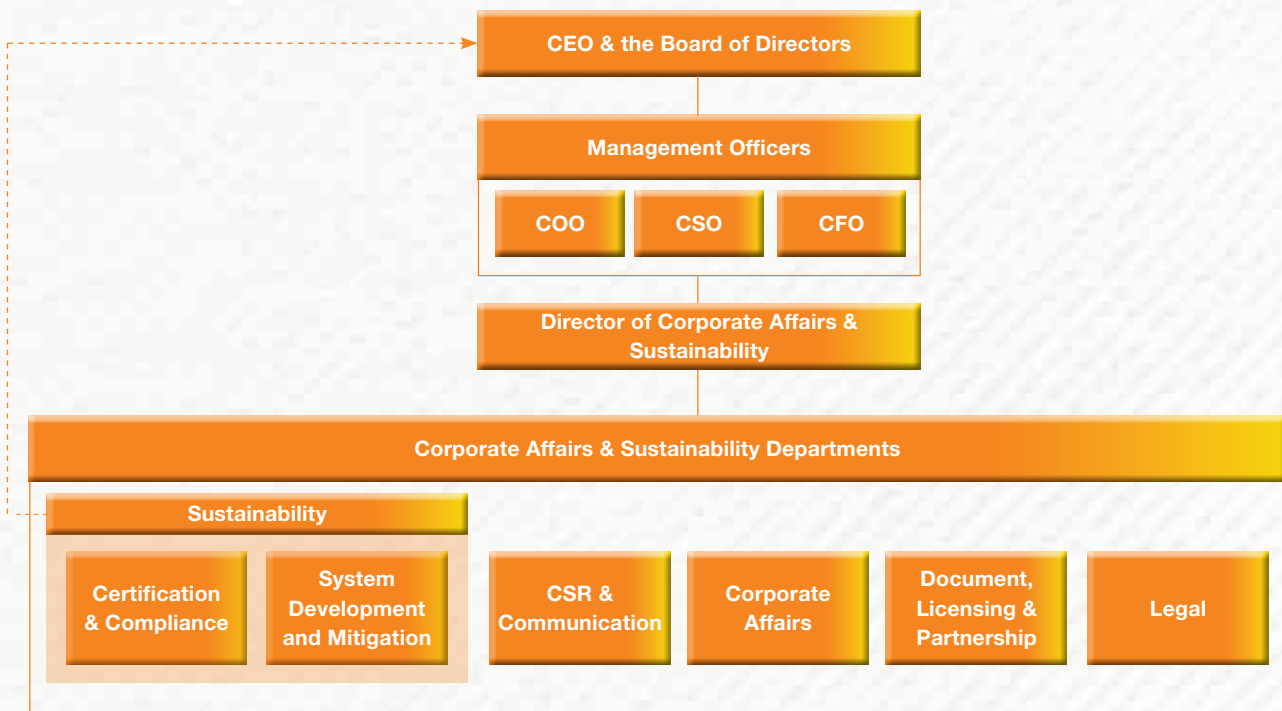 CEO & the Board of Directors
Management Officers
COO
CSO
CFO
Director of Corporate Affairs &
Sustainability
Corporate Affairs & Sustainability Departments
Sustainability
Certification
& Compliance
System
Development
and Mitigation
CSR &
Communication
Corporate
Affairs
Document,
Licensing &
Partnership
Legal